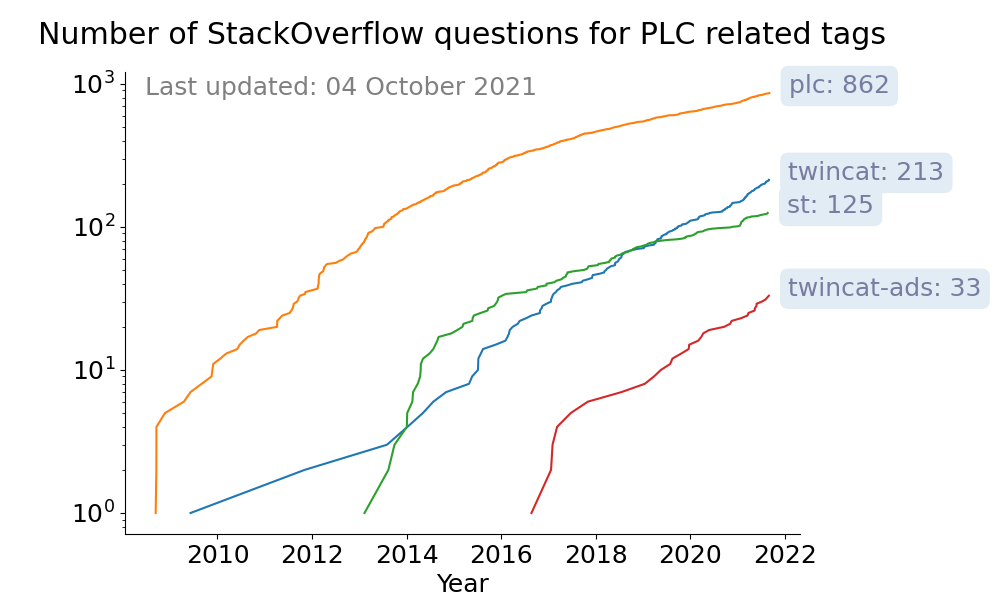 Number of StackOverflow questions for PLC related tags
Last updated: 04 October 2021
10³
10²
10¹
10⁰
plc: 862
twincat: 213
st: 125
twincat-ads: 33
2010 2012 2014 2016 2018 2020 2022
Year